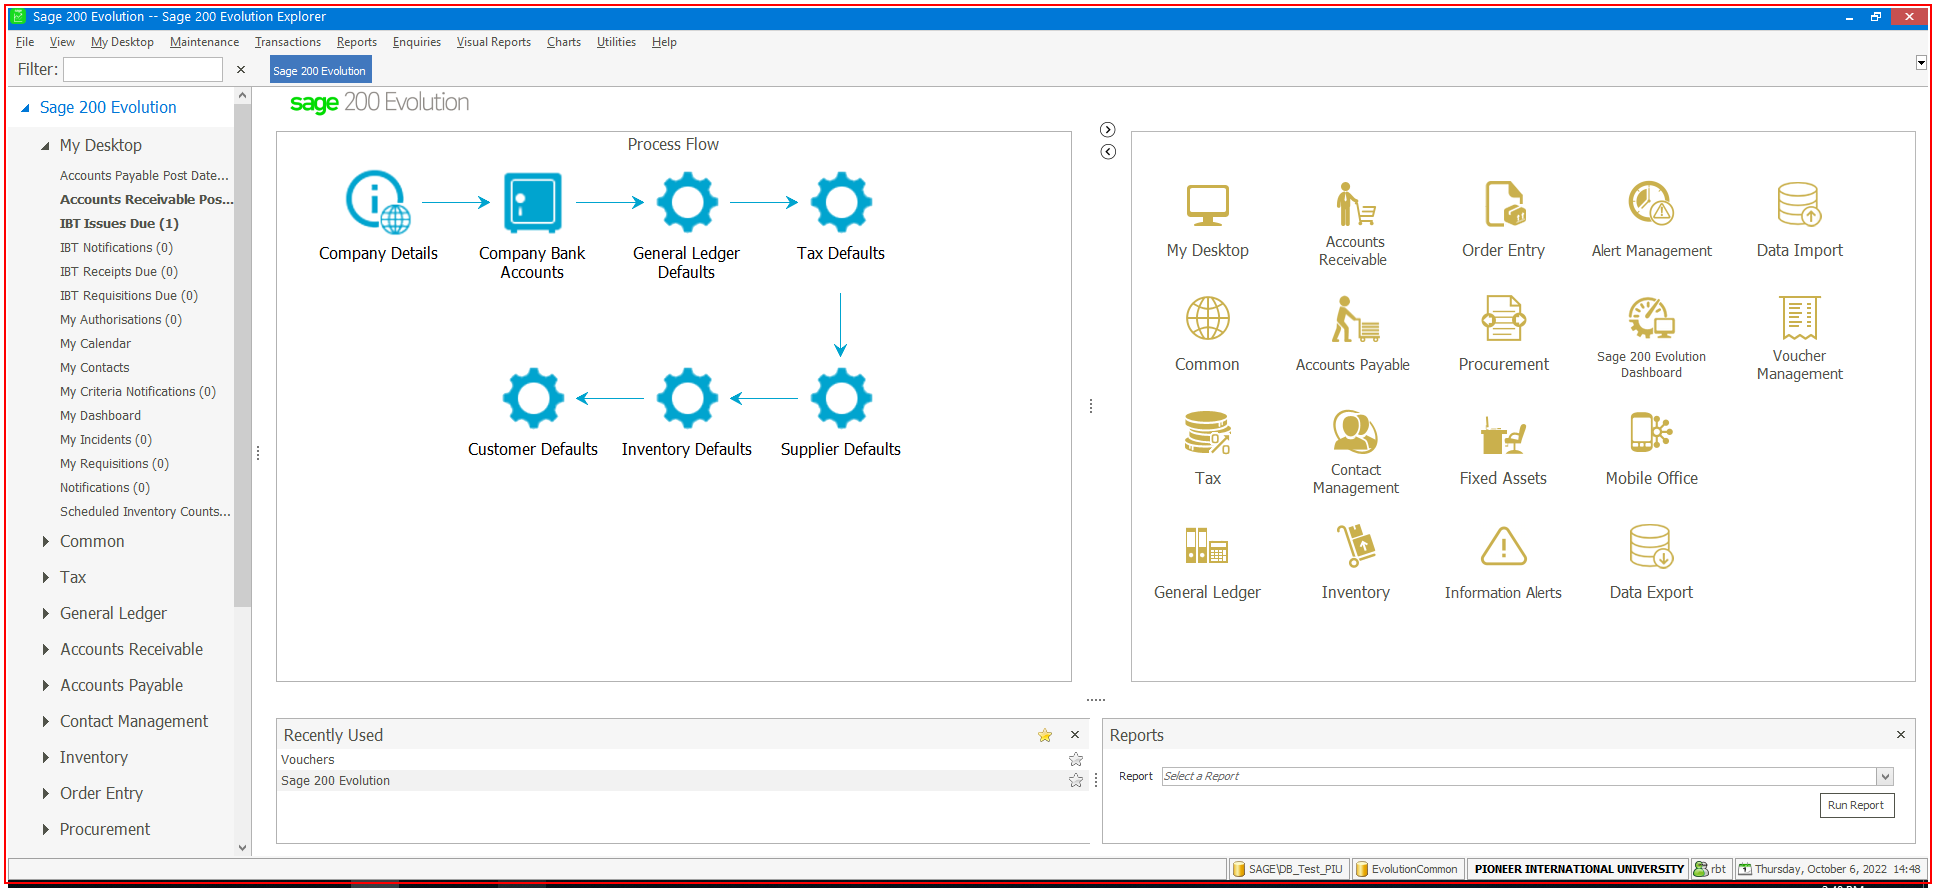 Sage 200 Evolution -- Sage 200 Evolution Explorer
File View My Desktop Maintenance Transactions Reports Enquiries Visual Reports Charts Utilities Help
Filter:
Sage 200 Evolution
Sage 200 Evolution
My Desktop
Accounts Payable Post Date...
Accounts Receivable Pos...
IBT Issues Due (1)
IBT Notifications (0)
IBT Receipts Due (0)
IBT Requisitions Due (0)
My Authorisations (0)
My Calendar
My Contacts
My Criteria Notifications (0)
My Dashboard
My Incidents (0)
My Requisitions (0)
Notifications (0)
Scheduled Inventory Counts...
Common
Tax
General Ledger
Accounts Receivable
Accounts Payable
Contact Management
Inventory
Order Entry
Procurement
sage 200 Evolution
Process Flow
Company Details
Company Bank
Accounts
General Ledger
Defaults
Tax Defaults
Customer Defaults
Inventory Defaults
Supplier Defaults
My Desktop
Accounts
Receivable
Order Entry
Alert Management
Data Import
Common
Accounts Payable
Procurement
Sage 200 Evolution
Dashboard
Voucher
Management
Tax
Contact
Management
Fixed Assets
Mobile Office
General Ledger
Inventory
Information Alerts
Data Export
Recently Used
Vouchers
Sage 200 Evolution
Reports
Report Select a Report
Run Report
SAGE\DB_Test_PIU EvolutionCommon PIONEER INTERNATIONAL UNIVERSITY rbt Thursday, October 6, 2022 14:48